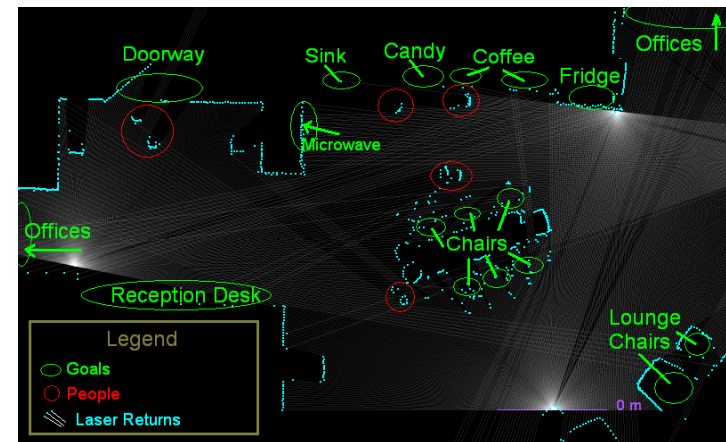 Doorway
Sink
Candy
Coffee
Offices
Fridge
Microwave
Offices
Chairs
Reception Desk
Lounge
Chairs
Legend
Goals
People
Laser Returns
0 m